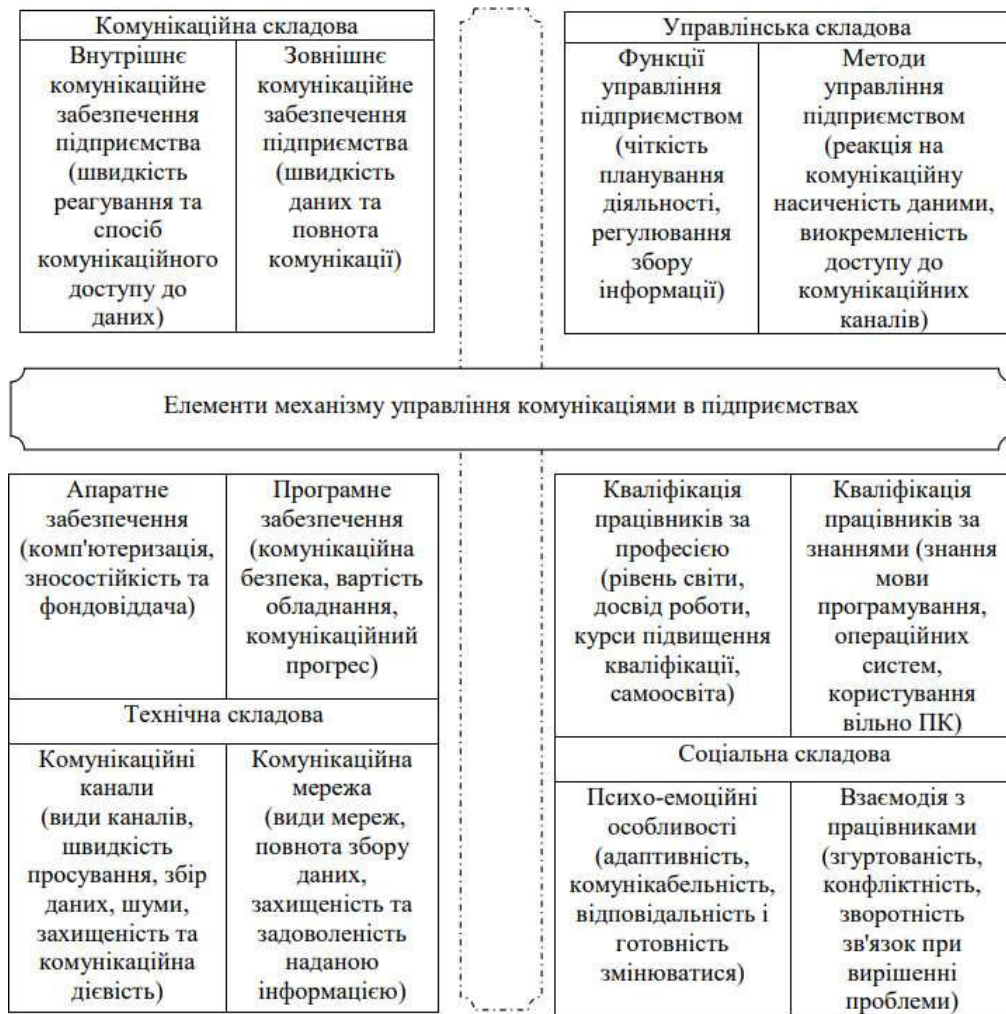 Комунікаційна складова
Внутрішнє
комунікаційне
забезпечення
підприємства
(швидкість
реагування та
спосіб
комунікаційного
доступу до
даних)
Зовнішнє
комунікаційне
забезпечення
підприємства
(швидкість
даних та
повнота
комунікації)
Управлінська складова
Функції
управління
підприємством
(чіткість
планування
діяльності,
регулювання
збору
інформації)
Методи
управління
підприємством
(реакція на
комунікаційну
насиченість даними,
виокремленість
доступу до
комунікаційних
каналів)
Елементи механізму управління комунікаціями в підприємствах
Апаратне
забезпечення
(комп'ютеризація,
зносостійкість та
фондовіддача)
Програмне
забезпечення
(комунікаційна
безпека, вартість
обладнання,
комунікаційний
прогрес)
Технічна складова
Комунікаційні
канали
(види каналів,
швидкість
просування, збір
даних, шуми,
захищеність та
комунікаційна
дієвість)
Комунікаційна
мережа
(види мереж,
повнота збору
даних,
захищеність та
задоволеність
наданою
інформацією)
Кваліфікація
працівників за
професією
(рівень світи,
досвід роботи,
курси підвищення
кваліфікації,
самоосвіта)
Кваліфікація
працівників за
знаннями (знання
мови
програмування,
операційних
систем,
користування
вільно ПК)
Соціальна складова
Психо-емоційні
особливості
(адаптивність,
комунікабельність,
відповідальність і
готовність
змінюватися)
Взаємодія з
працівниками
(згуртованість,
конфліктність,
зворотність
зв'язок при
вирішенні
проблеми)